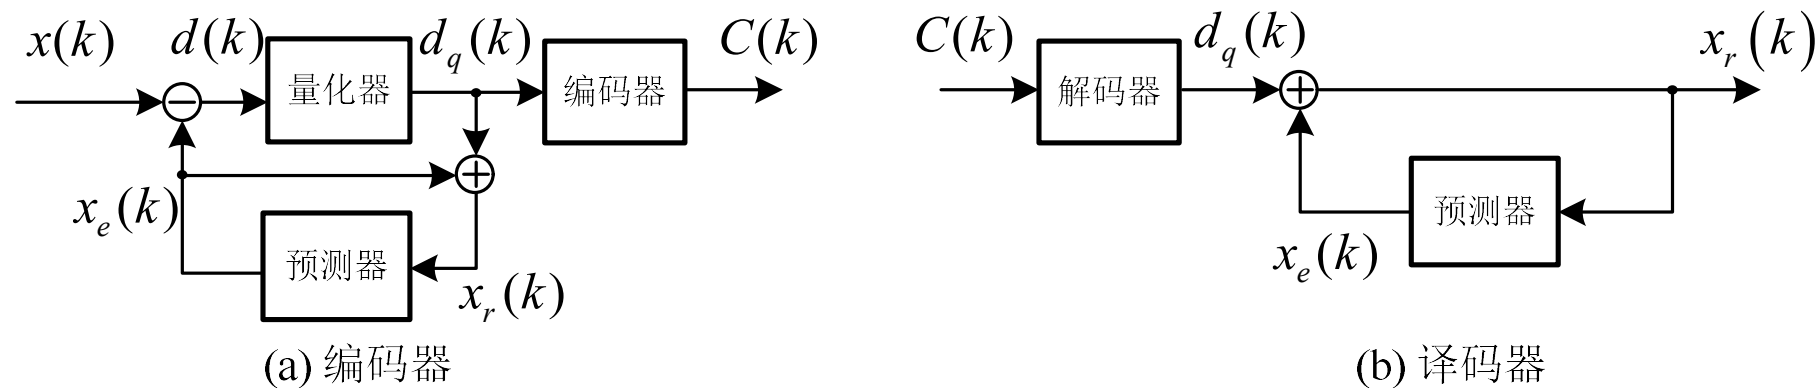 x(k)
d(k)
量化器
d_q(k)
编码器
C(k)
x_e(k)
预测器
x_r(k)
(a) 编码器
C(k)
解码器
d_q(k)
x_r(k)
预测器
x_e(k)
(b) 译码器